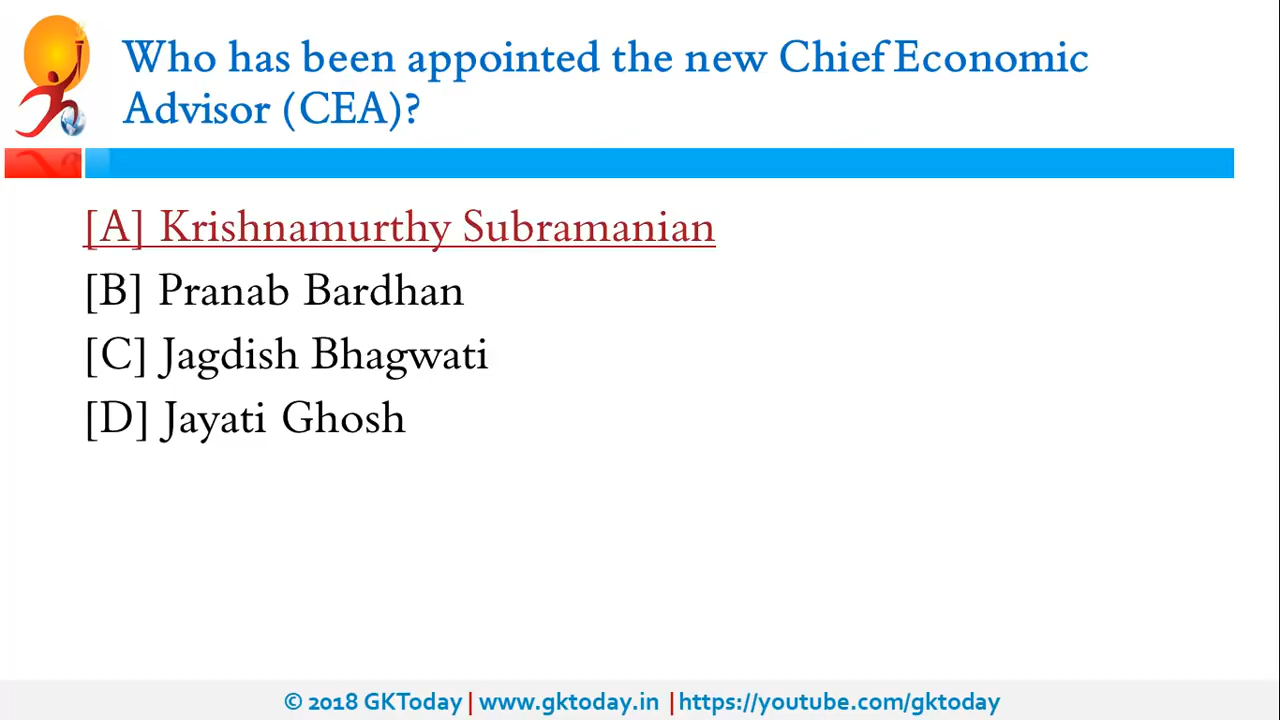 Who has been appointed the new Chief Economic
Advisor (CEA)?
[A] Krishnamurthy Subramanian
[B] Pranab Bardhan
[C] Jagdish Bhagwati
[D] Jayati Ghosh
© 2018 GKToday | www.gktoday.in | https://youtube.com/gktoday